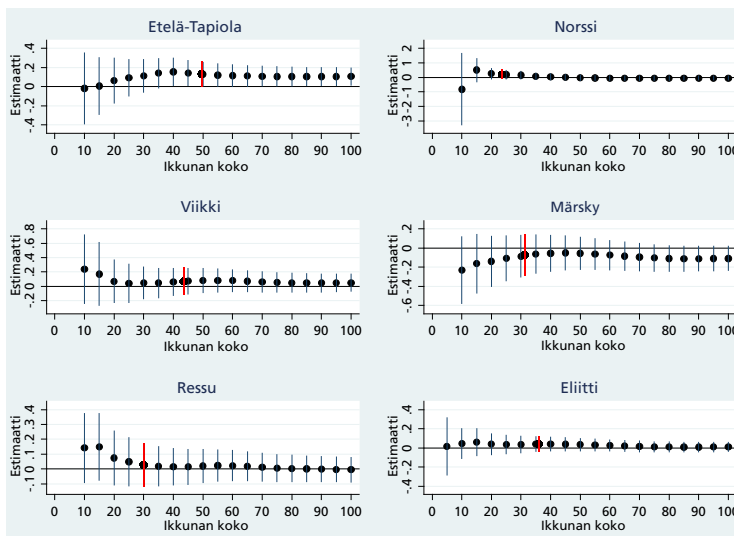 Etelä-Tapiola
Estimaatti
-.4 -.2 0 .2 .4
0 10 20 30 40 50 60 70 80 90 100
Ikkunan koko
Norssi
Estimaatti
-3 -2 -1 0 1 2
0 10 20 30 40 50 60 70 80 90 100
Ikkunan koko
Viikki
Estimaatti
-.2 0 .2 .4 .6 .8
0 10 20 30 40 50 60 70 80 90 100
Ikkunan koko
Märsky
Estimaatti
-.6 -.4 -.2 0 .2
0 10 20 30 40 50 60 70 80 90 100
Ikkunan koko
Ressu
Estimaatti
-.1 0 .1 .2 .3 .4
0 10 20 30 40 50 60 70 80 90 100
Ikkunan koko
Eliitti
Estimaatti
-.4 -.2 0 .2 .4
0 10 20 30 40 50 60 70 80 90 100
Ikkunan koko